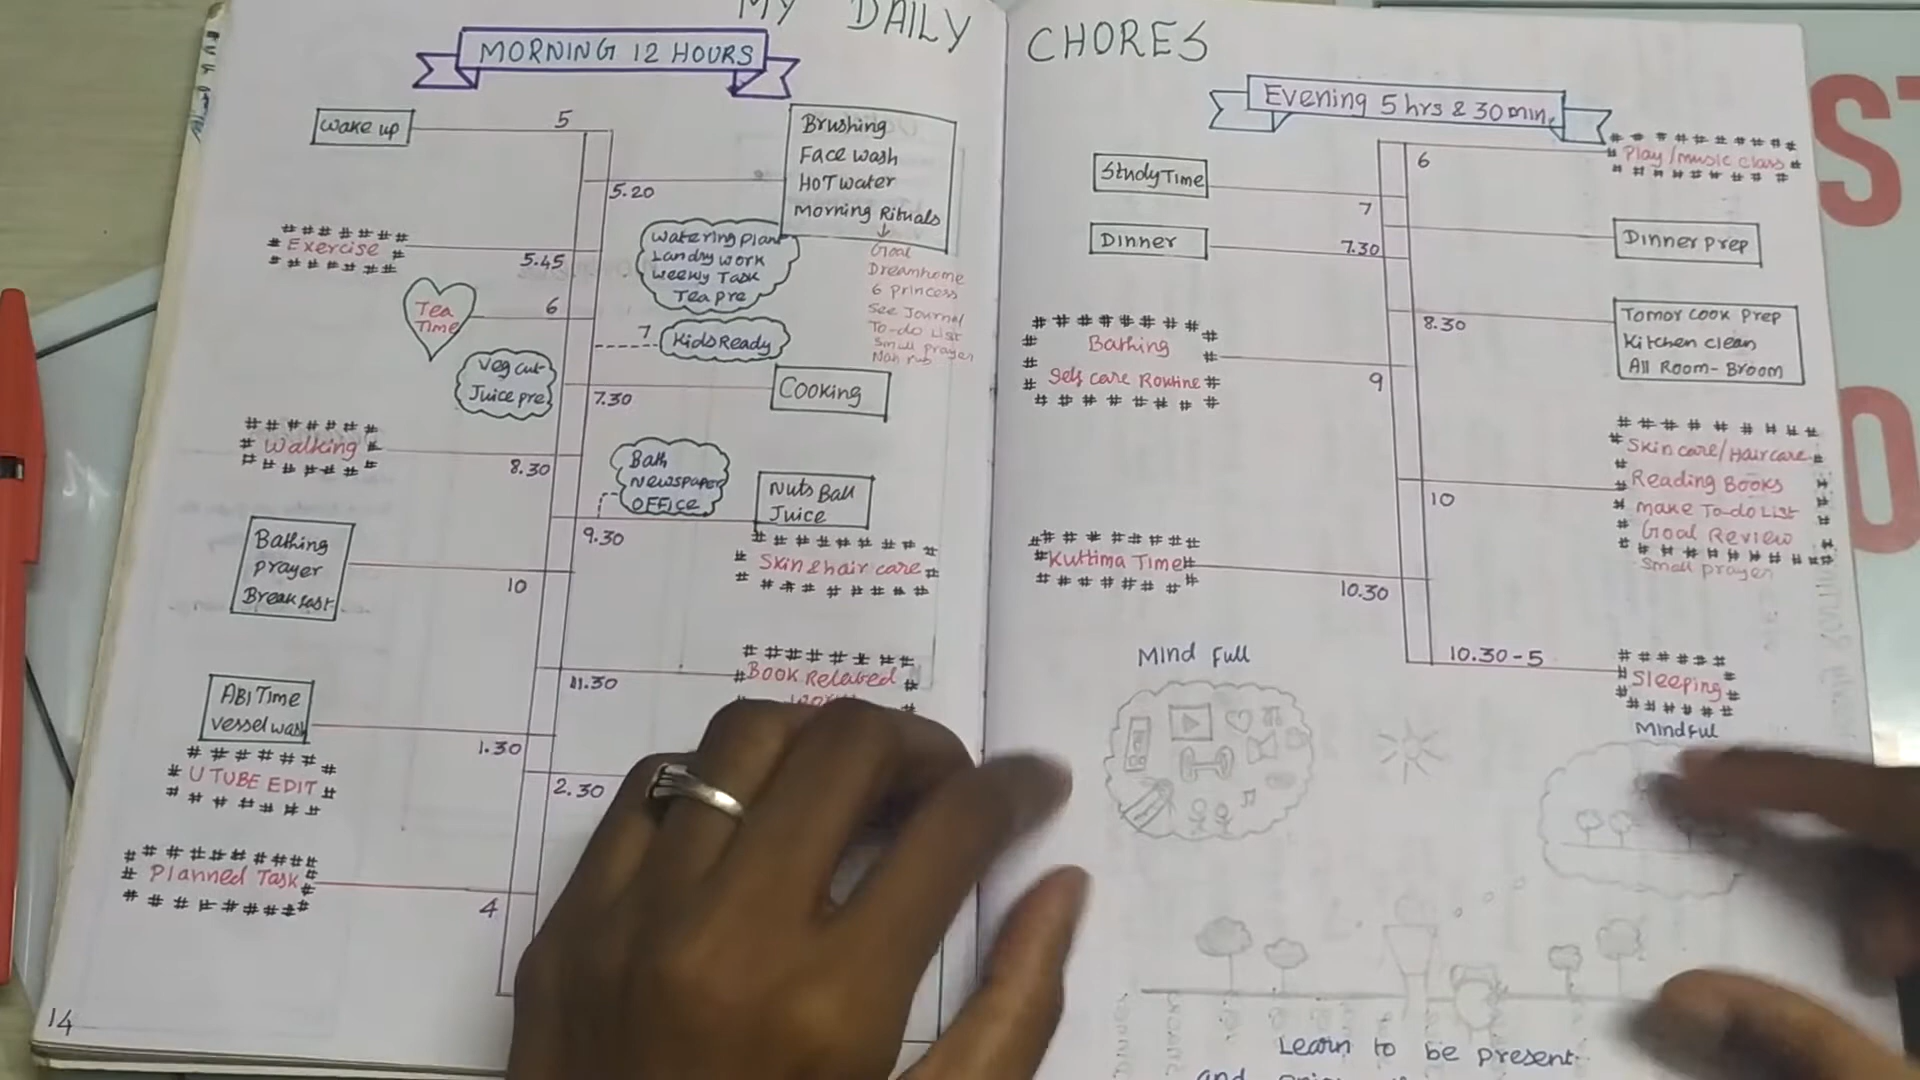 MY DAILY CHORES
MORNING 12 HOURS
Wake up
5
5.20
Brushing
Face wash
HOT water
Morning Rituals
Goal
Dreamhome
6 princess
See Journal
To-do List
Small prayer
Exercise
5.45
Watering Plant
Landry work
Weekly Task
Tea Pre
Tea
Time
6
7
Kids Ready
Veg cut
Juice pre
7.30
Cooking
Walking
8.30
Bath
Newspaper
OFFICE
9.30
Nuts Ball
Juice
Skin & hair care
Bathing
prayer
Breakfast
10
11.30
Book Related
ABI Time
vessel wash
U TUBE EDIT
1.30
2.30
Planned Task
4
14
Evening 5 hrs & 30 min.
6
Play/music class
Study Time
7
Dinner prep
Dinner
7.30
8.30
Tomor cook prep
Kitchen clean
All Room-Broom
Bathing
Self care Routine
9
10
Skin care/Hair care
Reading Books
make To-do List
Goal Review
Small prayer
Kuttima Time
10.30
10.30-5
Sleeping
Mind Full
Mindful
Learn to be present
and